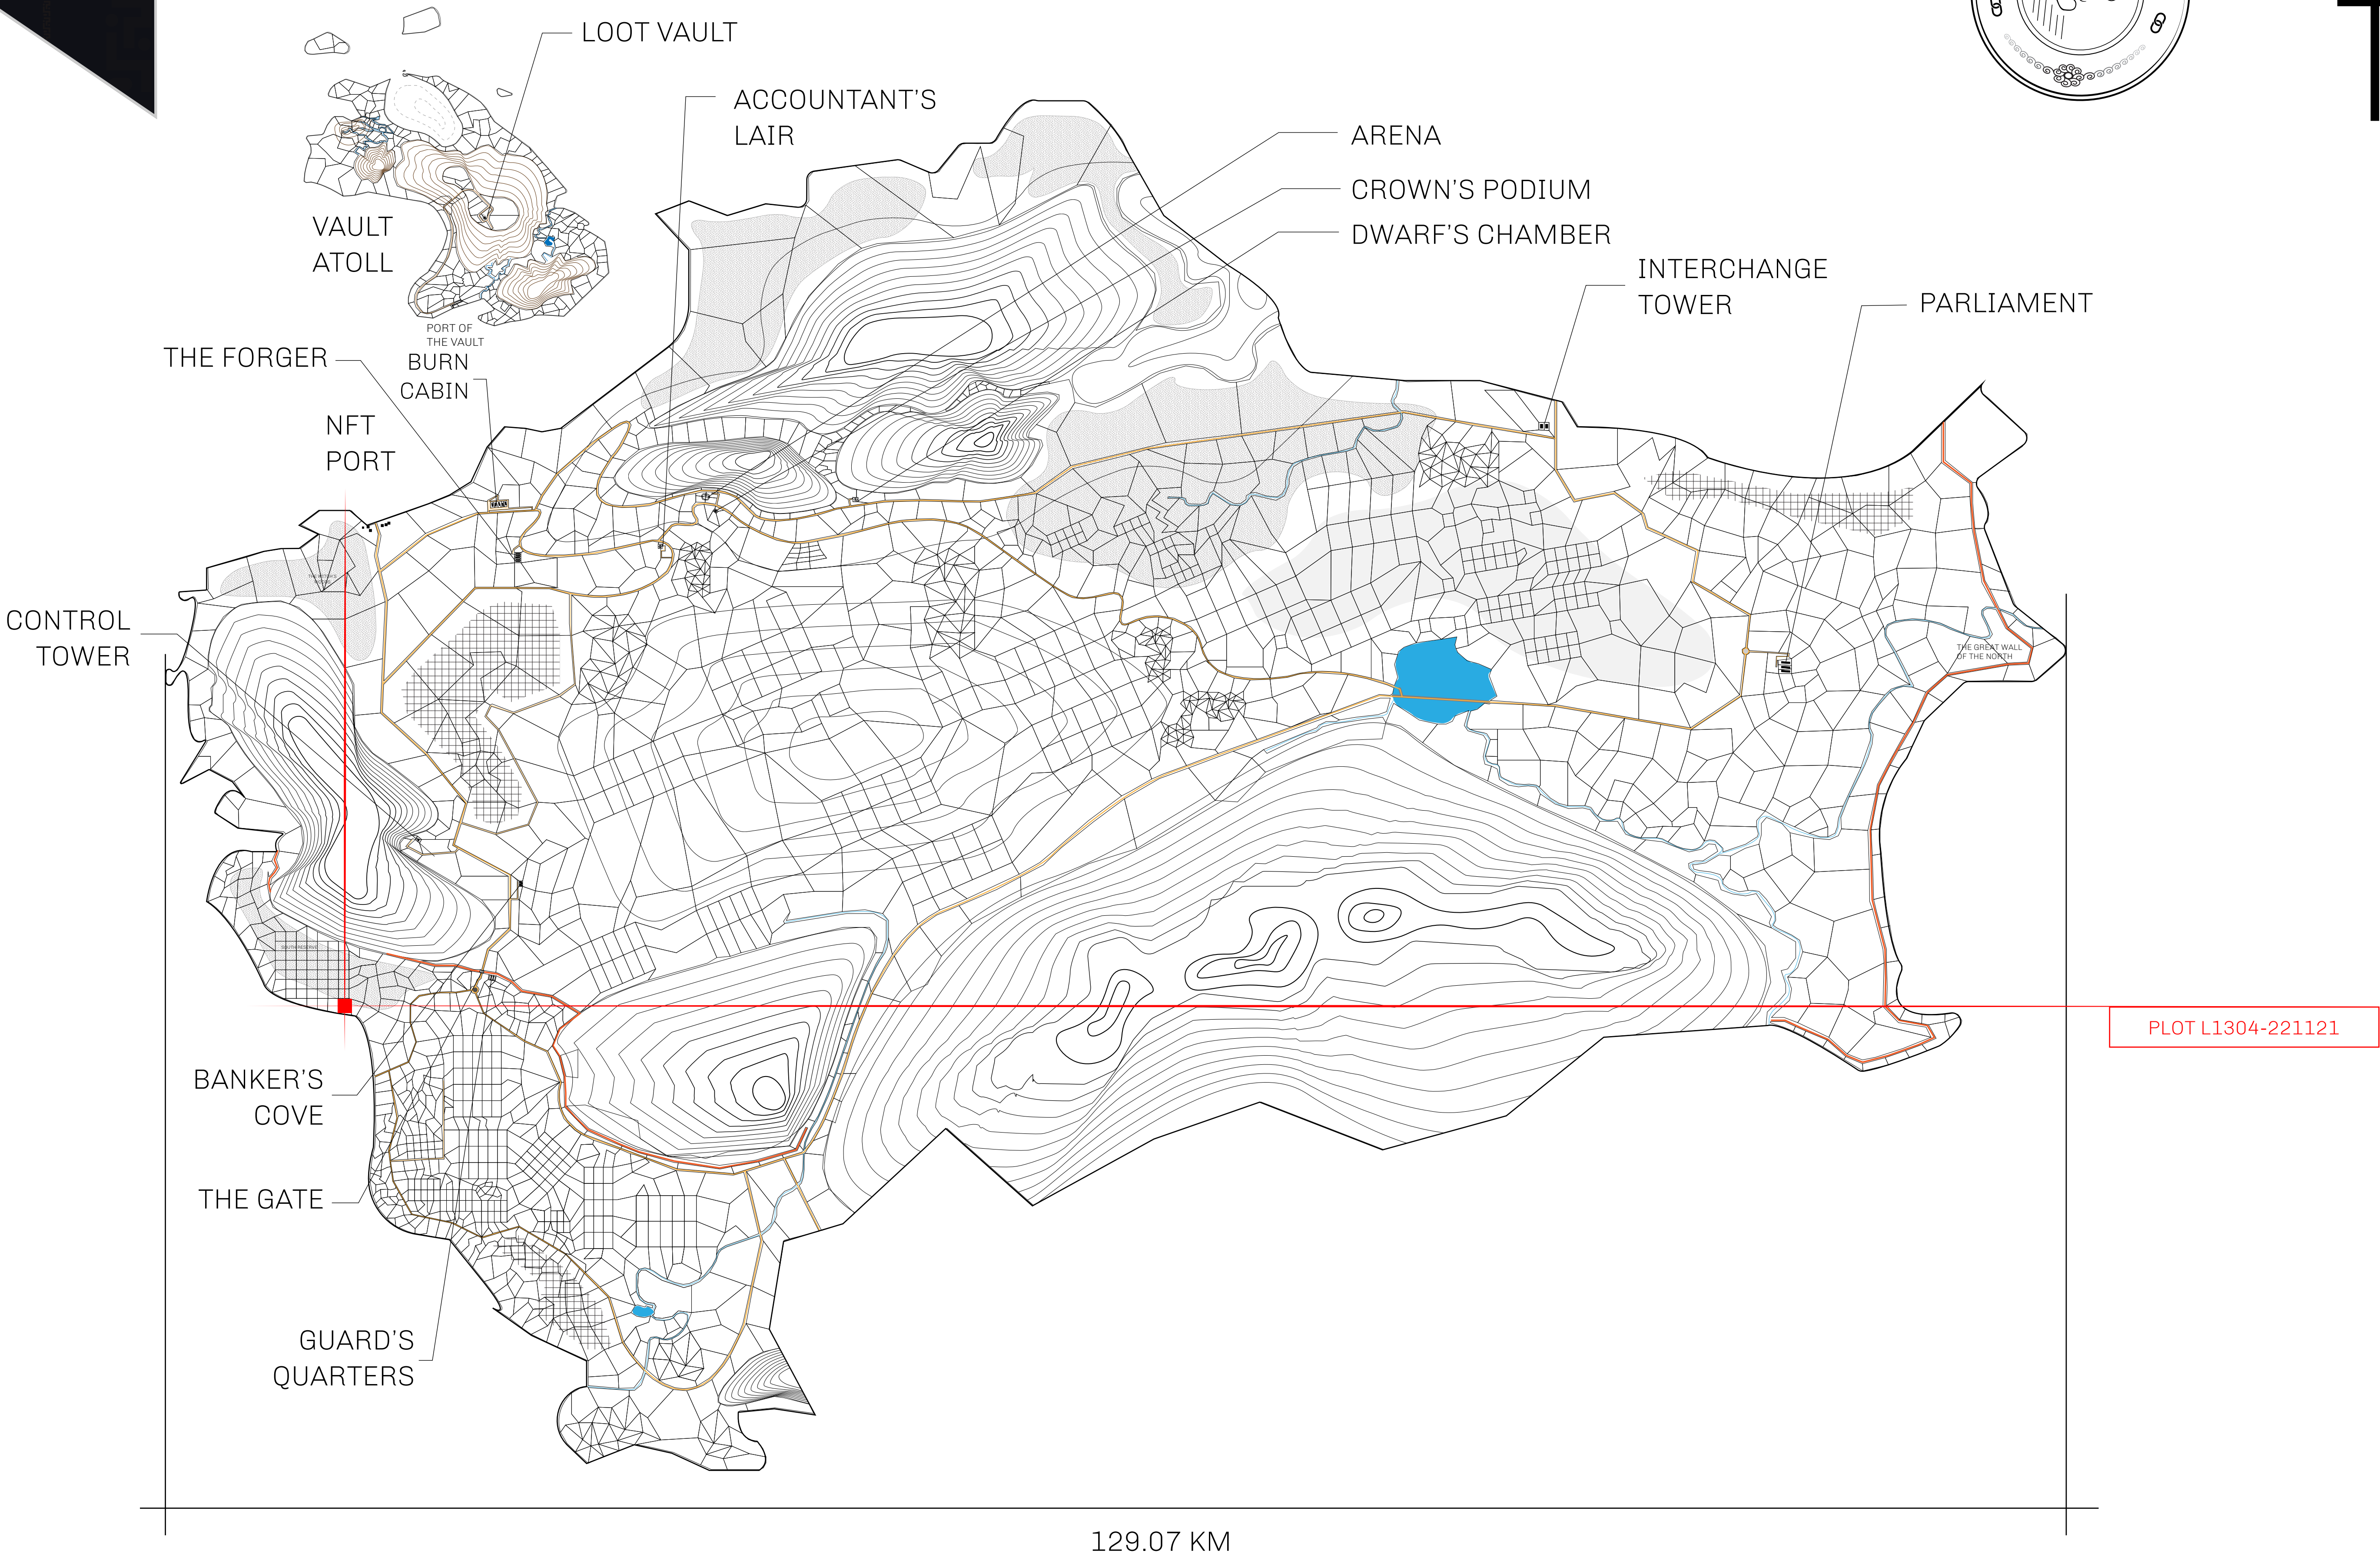 LOOT VAULT
ACCOUNTANT'S
LAIR
ARENA
CROWN'S PODIUM
DWARF'S CHAMBER
VAULT
ATOLL
INTERCHANGE
TOWER
PARLIAMENT
PORT OF
THE VAULT
THE FORGER
BURN
CABIN
NFT
PORT
CONTROL
TOWER
THE GREAT WALL
OF THE NORTH
SOUTH RESERVE
PLOT L1304-221121
BANKER'S
COVE
THE GATE
GUARD'S
QUARTERS
129.07 KM